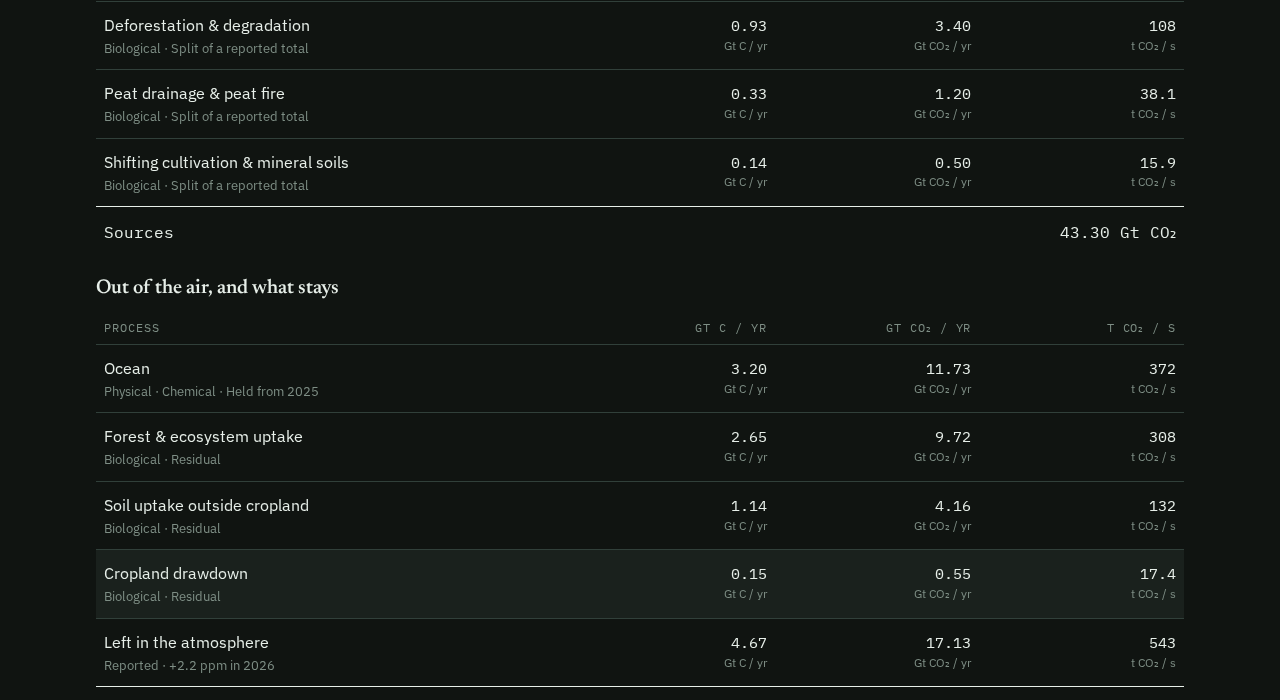 Deforestation & degradation 0.93 3.40 108
Biological · Split of a reported total Gt C / yr Gt CO₂ / yr t CO₂ / s
Peat drainage & peat fire 0.33 1.20 38.1
Biological · Split of a reported total Gt C / yr Gt CO₂ / yr t CO₂ / s
Shifting cultivation & mineral soils 0.14 0.50 15.9
Biological · Split of a reported total Gt C / yr Gt CO₂ / yr t CO₂ / s
Sources 43.30 Gt CO₂
Out of the air, and what stays
PROCESS GT C / YR GT CO₂ / YR T CO₂ / S
Ocean 3.20 11.73 372
Physical · Chemical · Held from 2025 Gt C / yr Gt CO₂ / yr t CO₂ / s
Forest & ecosystem uptake 2.65 9.72 308
Biological · Residual Gt C / yr Gt CO₂ / yr t CO₂ / s
Soil uptake outside cropland 1.14 4.16 132
Biological · Residual Gt C / yr Gt CO₂ / yr t CO₂ / s
Cropland drawdown 0.15 0.55 17.4
Biological · Residual Gt C / yr Gt CO₂ / yr t CO₂ / s
Left in the atmosphere 4.67 17.13 543
Reported · +2.2 ppm in 2026 Gt C / yr Gt CO₂ / yr t CO₂ / s